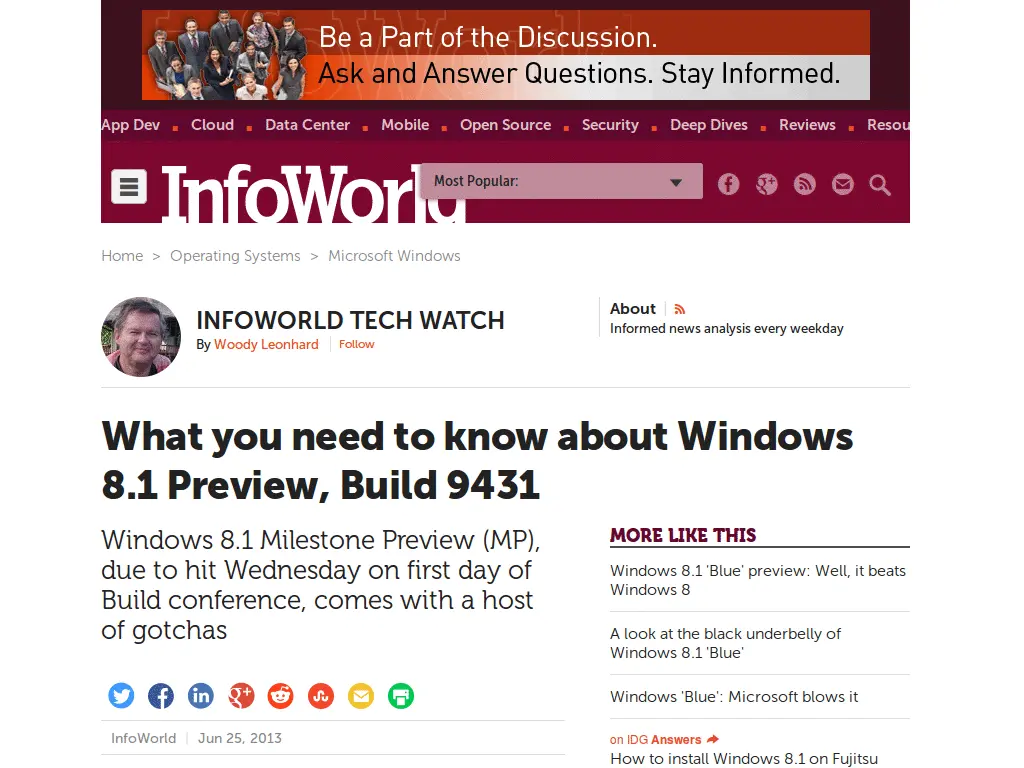 Be a Part of the Discussion.
Ask and Answer Questions. Stay Informed.
App Dev Cloud Data Center Mobile Open Source Security Deep Dives Reviews Resou
InfoWorld Most Popular:
Home > Operating Systems > Microsoft Windows
INFOWORLD TECH WATCH
By Woody Leonhard | Follow
About
Informed news analysis every weekday
What you need to know about Windows
8.1 Preview, Build 9431
Windows 8.1 Milestone Preview (MP),
due to hit Wednesday on first day of
Build conference, comes with a host
of gotchas
InfoWorld | Jun 25, 2013
MORE LIKE THIS
Windows 8.1 'Blue' preview: Well, it beats
Windows 8
A look at the black underbelly of
Windows 8.1 'Blue'
Windows 'Blue': Microsoft blows it
on IDG Answers
How to install Windows 8.1 on Fujitsu